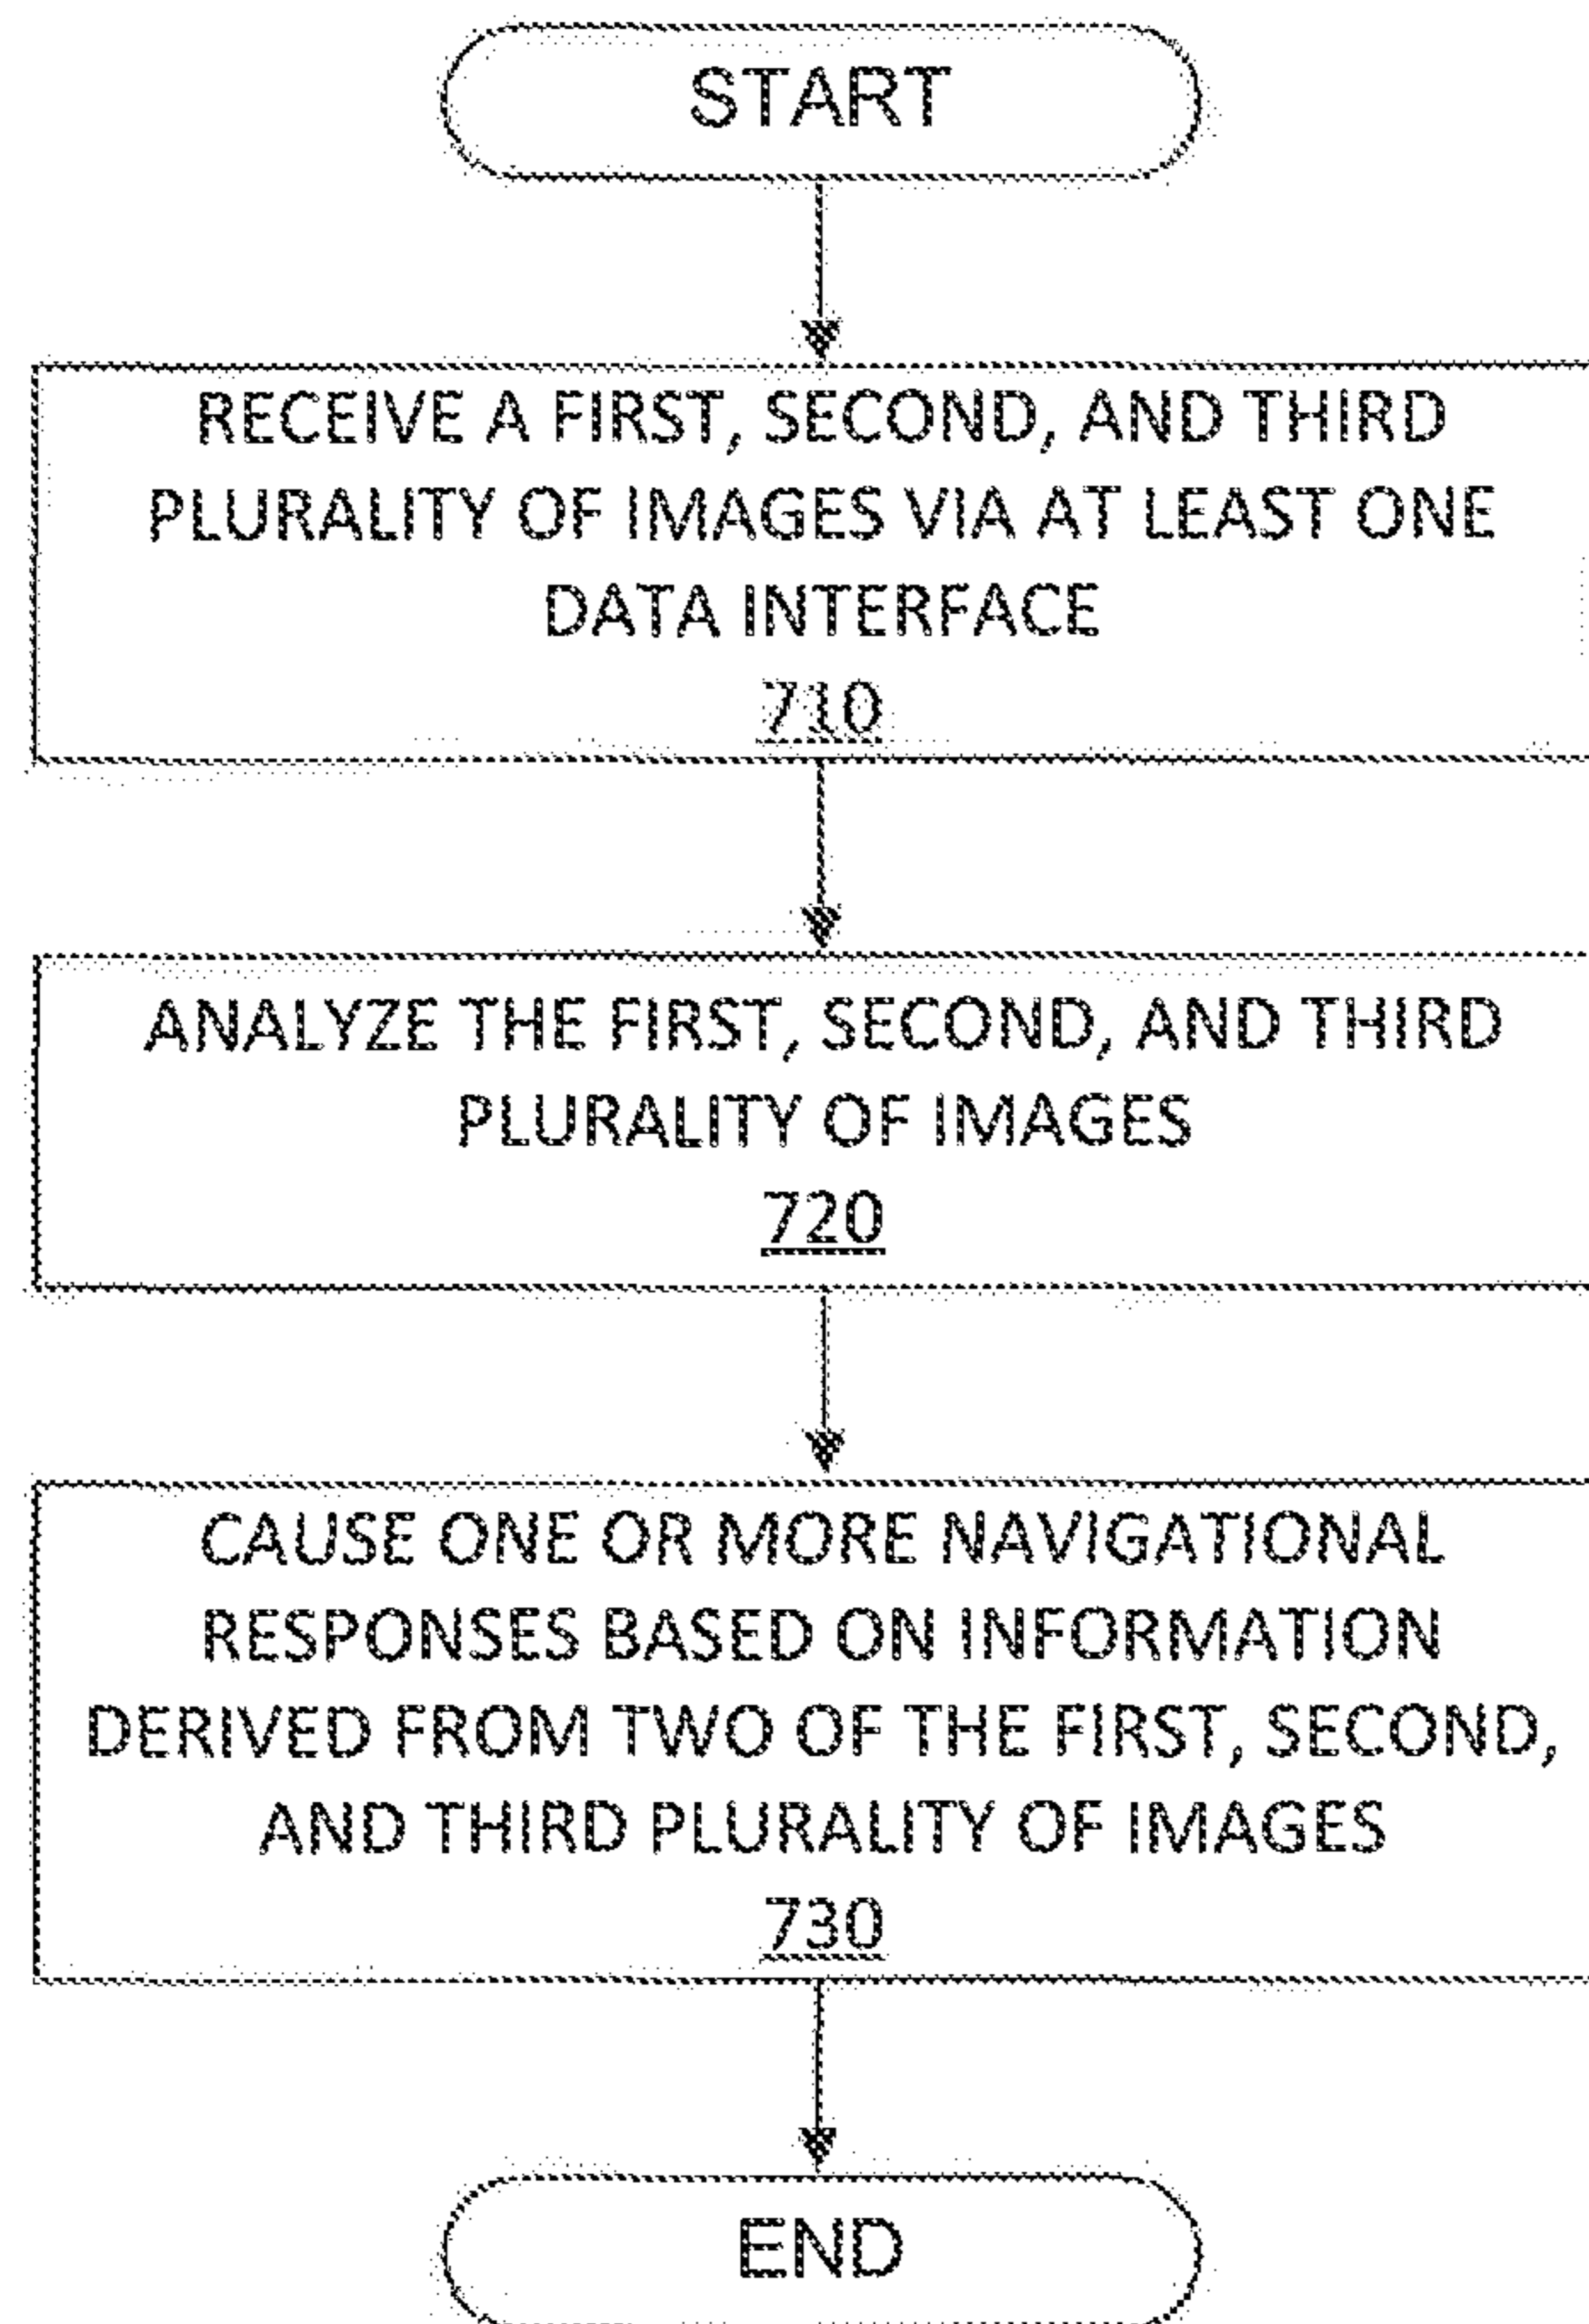 START
RECEIVE A FIRST, SECOND, AND THIRD
PLURALITY OF IMAGES VIA AT LEAST ONE
DATA INTERFACE
710
ANALYZE THE FIRST, SECOND, AND THIRD
PLURALITY OF IMAGES
720
CAUSE ONE OR MORE NAVIGATIONAL
RESPONSES BASED ON INFORMATION
DERIVED FROM TWO OF THE FIRST, SECOND,
AND THIRD PLURALITY OF IMAGES
730
END